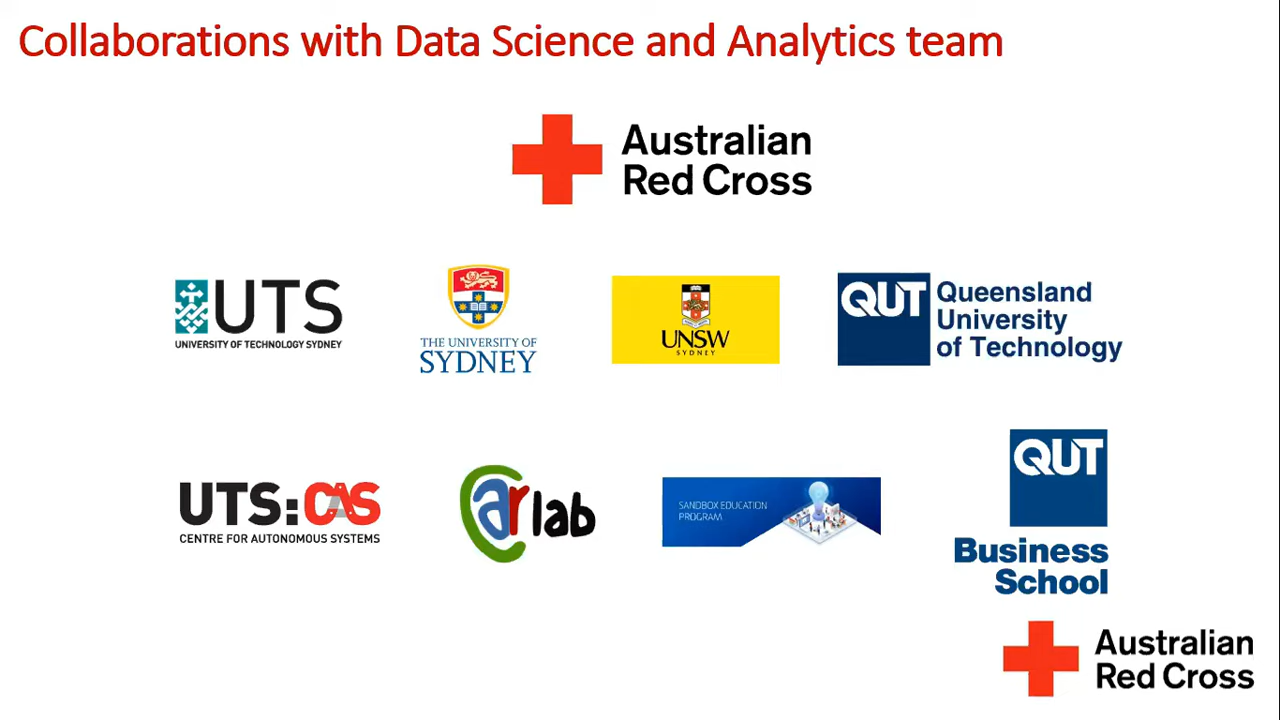 Collaborations with Data Science and Analytics team
Australian
Red Cross
UTS
UNIVERSITY OF TECHNOLOGY SYDNEY
THE UNIVERSITY OF
SYDNEY
UNSW
SYDNEY
QUT
Queensland
University
of Technology
UTS:CAS
CENTRE FOR AUTONOMOUS SYSTEMS
Carlab
SANDBOX EDUCATION
PROGRAM
QUT
Business
School
Australian
Red Cross